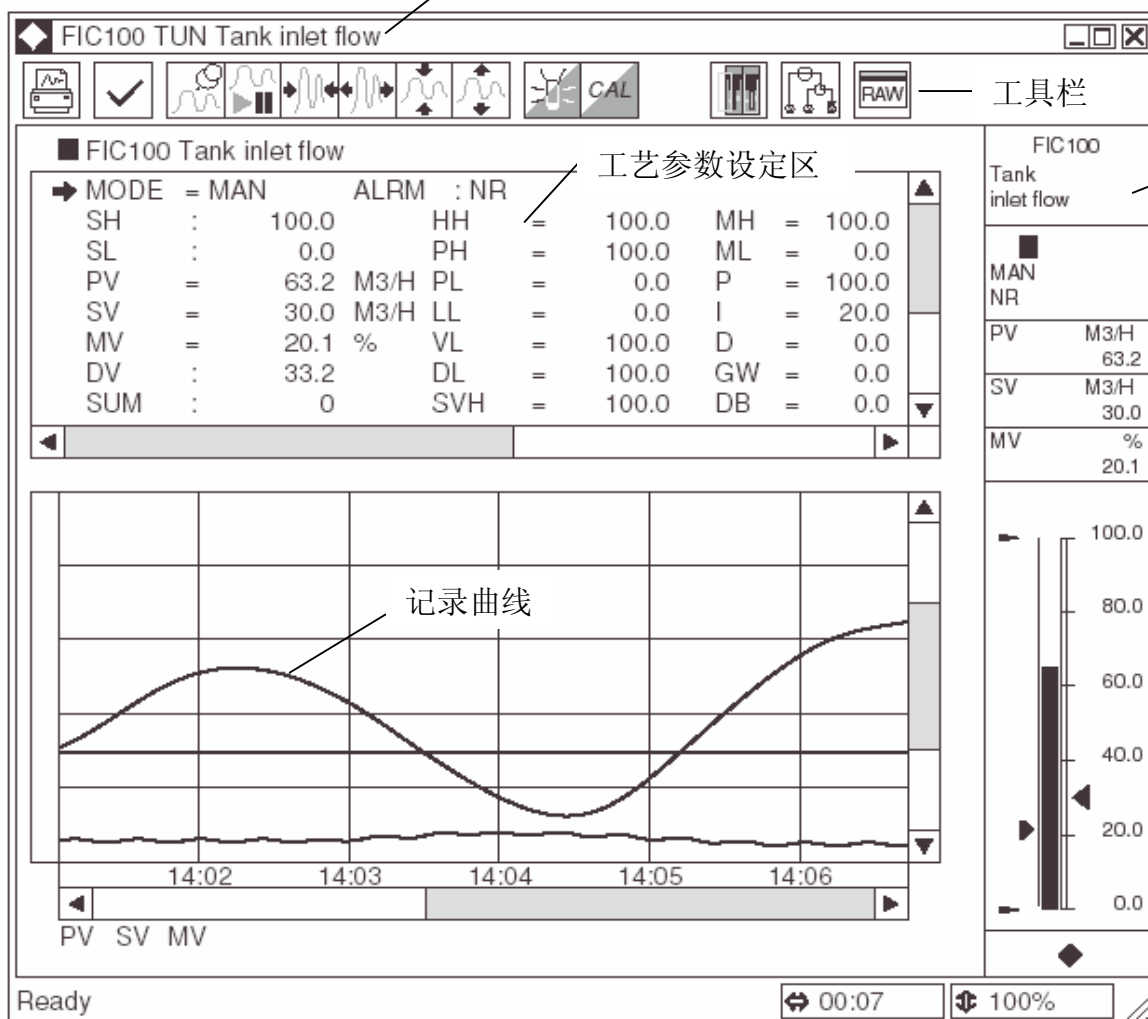 FIC100 TUN Tank inlet flow
CAL
RAW
工具栏
FIC100 Tank inlet flow
工艺参数设定区
MODE = MAN ALRM : NR
SH : 100.0 HH = 100.0 MH = 100.0
SL : 0.0 PH = 100.0 ML = 0.0
PV = 63.2 M3/H PL = 0.0 P = 100.0
SV = 30.0 M3/H LL = 0.0 I = 20.0
MV = 20.1 % VL = 100.0 D = 0.0
DV : 33.2 DL = 100.0 GW = 0.0
SUM : 0 SVH = 100.0 DB = 0.0
记录曲线
14:02 14:03 14:04 14:05 14:06
PV SV MV
FIC100
Tank
inlet flow
MAN
NR
PV M3/H
63.2
SV M3/H
30.0
MV %
20.1
100.0
80.0
60.0
40.0
20.0
0.0
Ready
00:07
100%